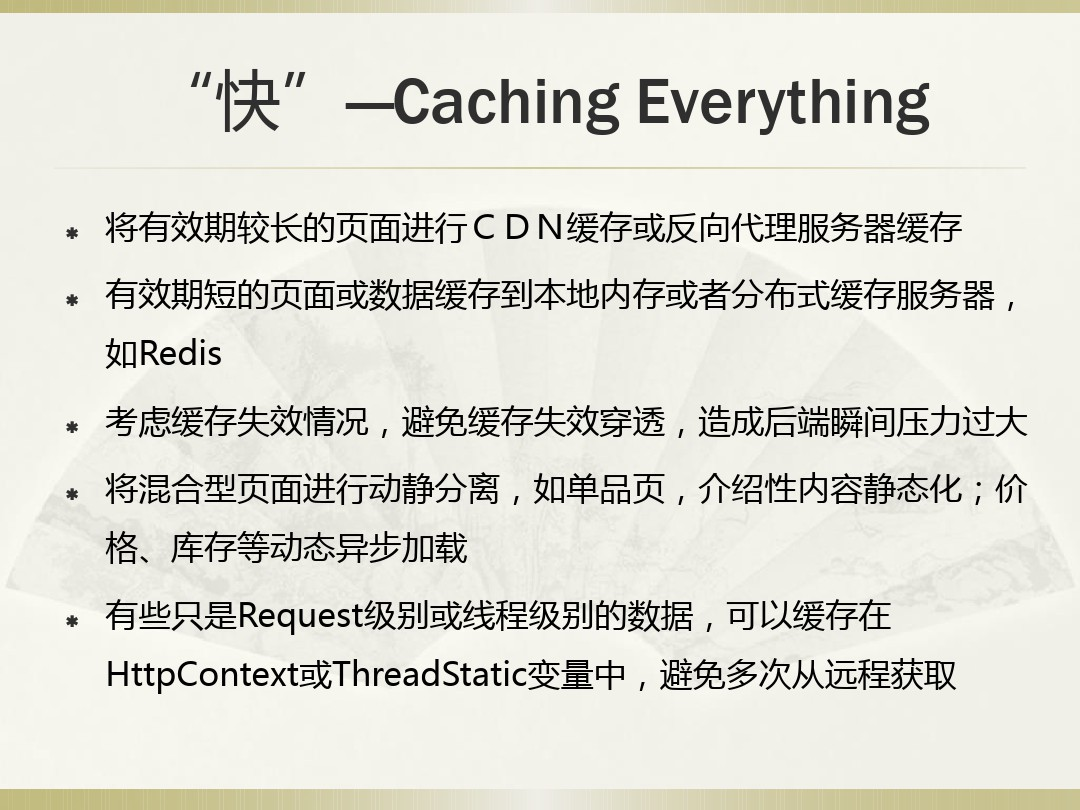 “快”—Caching Everything
将有效期较长的页面进行ＣＤＮ缓存或反向代理服务器缓存
有效期短的页面或数据缓存到本地内存或者分布式缓存服务器，
如Redis
考虑缓存失效情况，避免缓存失效穿透，造成后端瞬间压力过大
将混合型页面进行动静分离，如单品页，介绍性内容静态化；价
格、库存等动态异步加载
有些只是Request级别或线程级别的数据，可以缓存在
HttpContext或ThreadStatic变量中，避免多次从远程获取